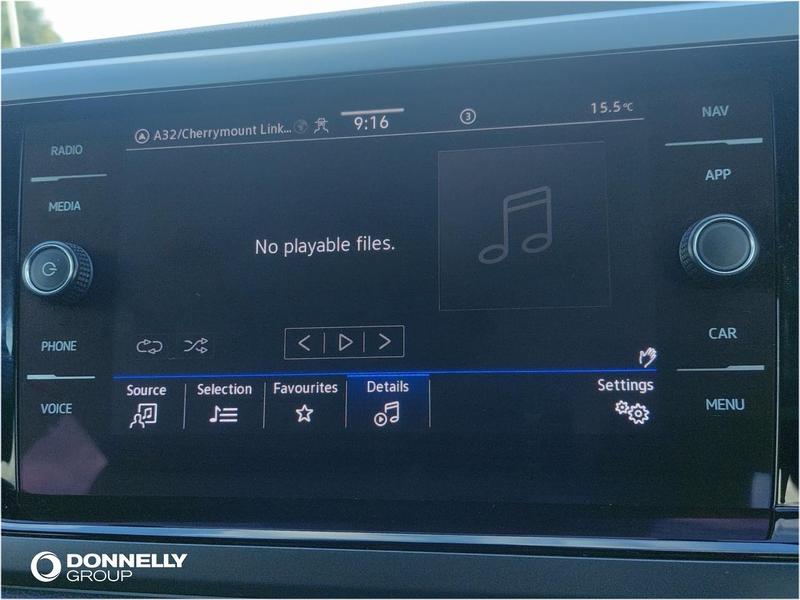 A32/Cherrymount Link...
9:16
3
15.5°C
RADIO
MEDIA
PHONE
VOICE
NAV
APP
CAR
MENU
No playable files.
Source
Selection
Favourites
Details
Settings
DONNELLY
GROUP